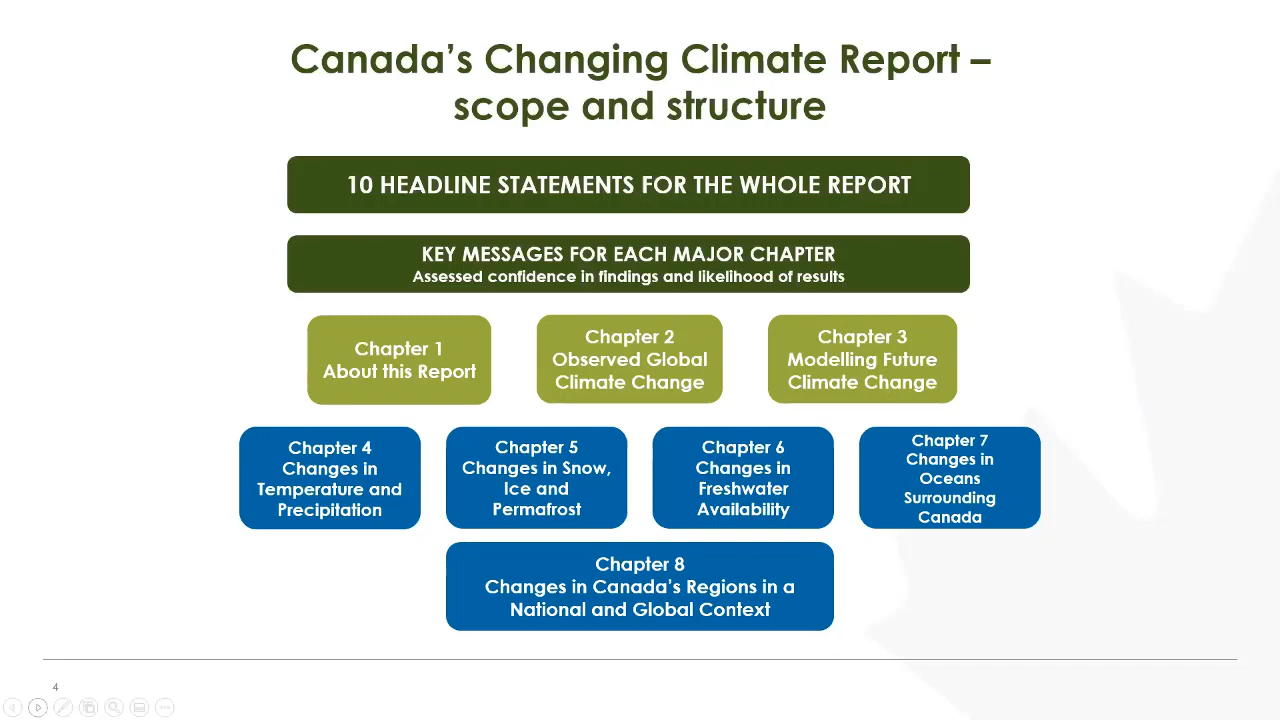 Canada’s Changing Climate Report –
scope and structure
10 HEADLINE STATEMENTS FOR THE WHOLE REPORT
KEY MESSAGES FOR EACH MAJOR CHAPTER
Assessed confidence in findings and likelihood of results
Chapter 1
About this Report
Chapter 2
Observed Global
Climate Change
Chapter 3
Modelling Future
Climate Change
Chapter 4
Changes in
Temperature and
Precipitation
Chapter 5
Changes in Snow,
Ice and
Permafrost
Chapter 6
Changes in
Freshwater
Availability
Chapter 7
Changes in
Oceans
Surrounding
Canada
Chapter 8
Changes in Canada’s Regions in a
National and Global Context
4